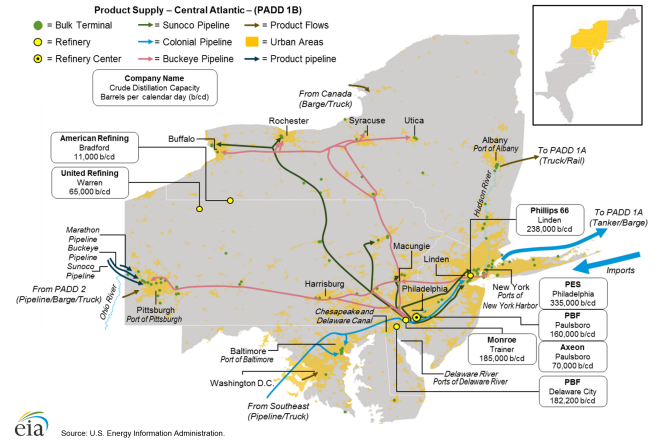 Product Supply – Central Atlantic – (PADD 1B)
= Bulk Terminal
= Sunoco Pipeline
= Product Flows
= Refinery
= Colonial Pipeline
= Urban Areas
= Refinery Center
= Buckeye Pipeline
= Product pipeline
Company Name
Crude Distillation Capacity
Barrels per calendar day (b/cd)
From Canada
(Barge/Truck)
Rochester
Syracuse
Utica
Buffalo
American Refining
Bradford
11,000 b/cd
Albany
Port of Albany
To PADD 1A
(Truck/Rail)
United Refining
Warren
65,000 b/cd
Hudson River
Phillips 66
Linden
238,000 b/cd
To PADD 1A
(Tanker/Barge)
Marathon
Pipeline
Buckeye
Pipeline
Sunoco
Pipeline
Macungie
Linden
Imports
From PADD 2
(Pipeline/Barge/Truck)
Ohio River
Pittsburgh
Port of Pittsburgh
Harrisburg
Philadelphia
New York
Ports of
New York Harbor
PES
Philadelphia
335,000 b/cd
Chesapeake and
Delaware Canal
PBF
Paulsboro
160,000 b/cd
Monroe
Trainer
185,000 b/cd
Axeon
Paulsboro
70,000 b/cd
Baltimore
Port of Baltimore
Washington D.C.
Delaware River
Ports of Delaware River
PBF
Delaware City
182,200 b/cd
From Southeast
(Pipeline/Truck)
eia
Source: U.S. Energy Information Administration.